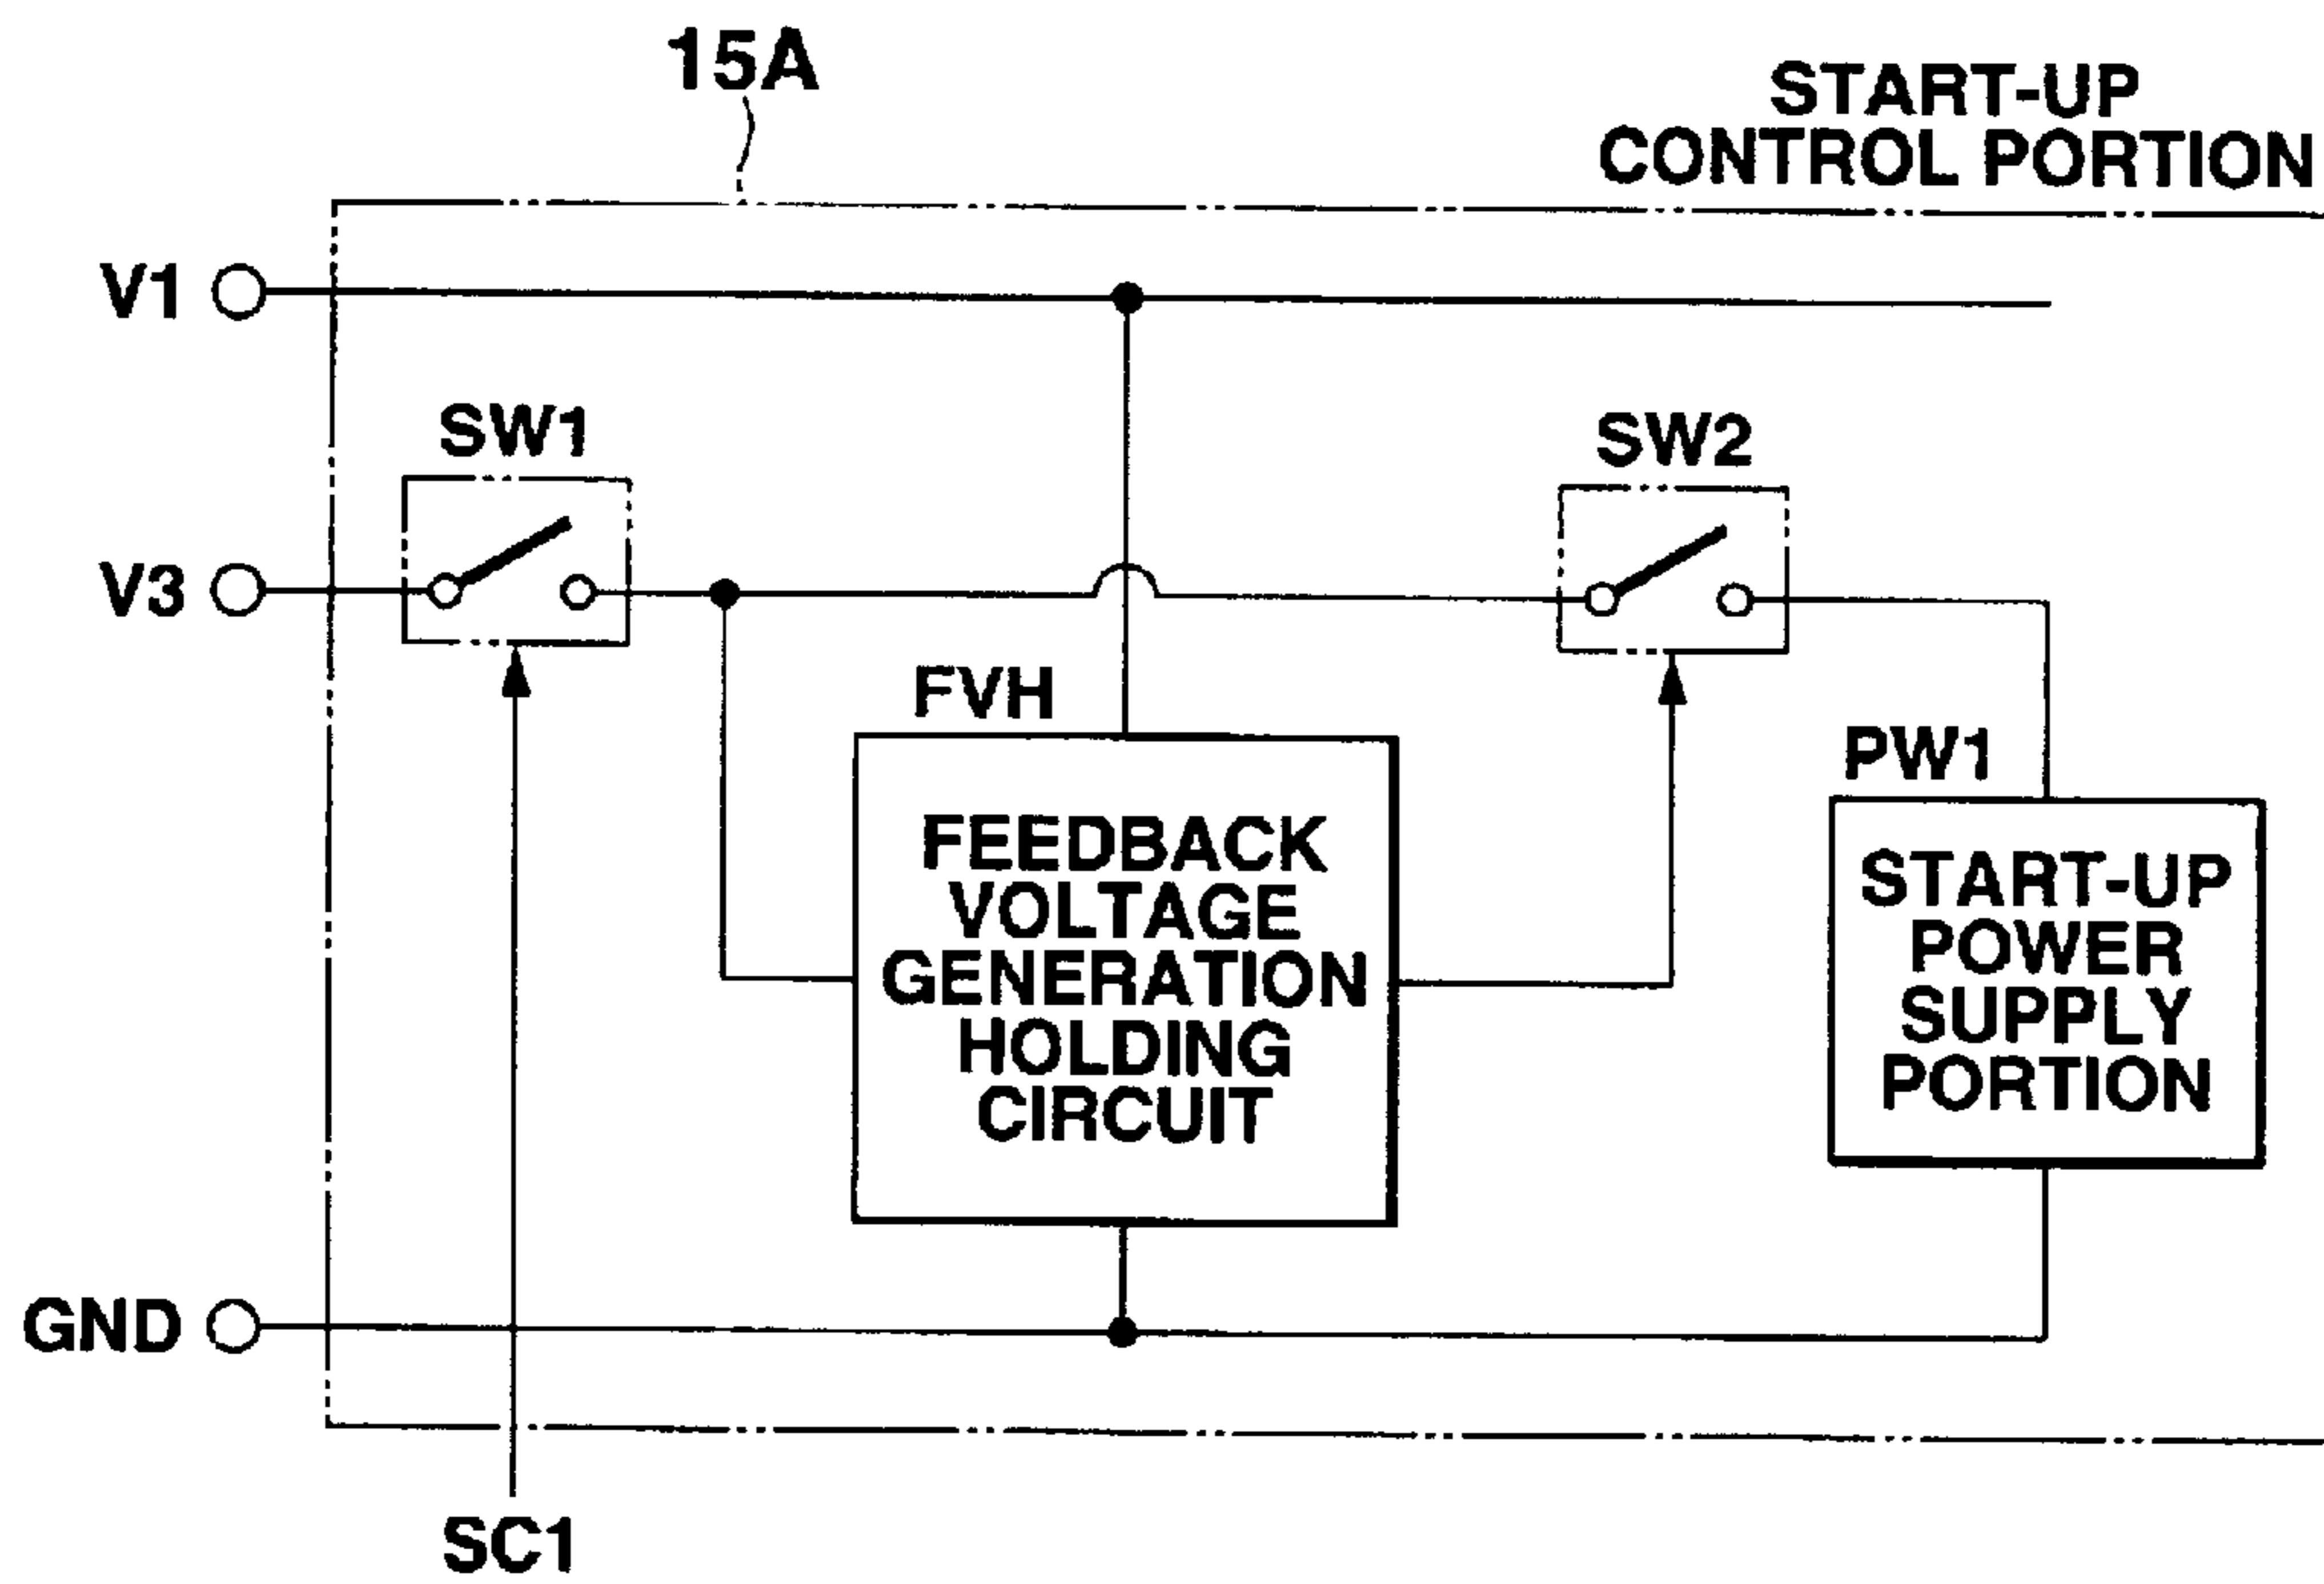 15A
START-UP
CONTROL PORTION
V1
SW1
SW2
V3
FVH
PW1
FEEDBACK
VOLTAGE
GENERATION
HOLDING
CIRCUIT
START-UP
POWER
SUPPLY
PORTION
GND
SC1